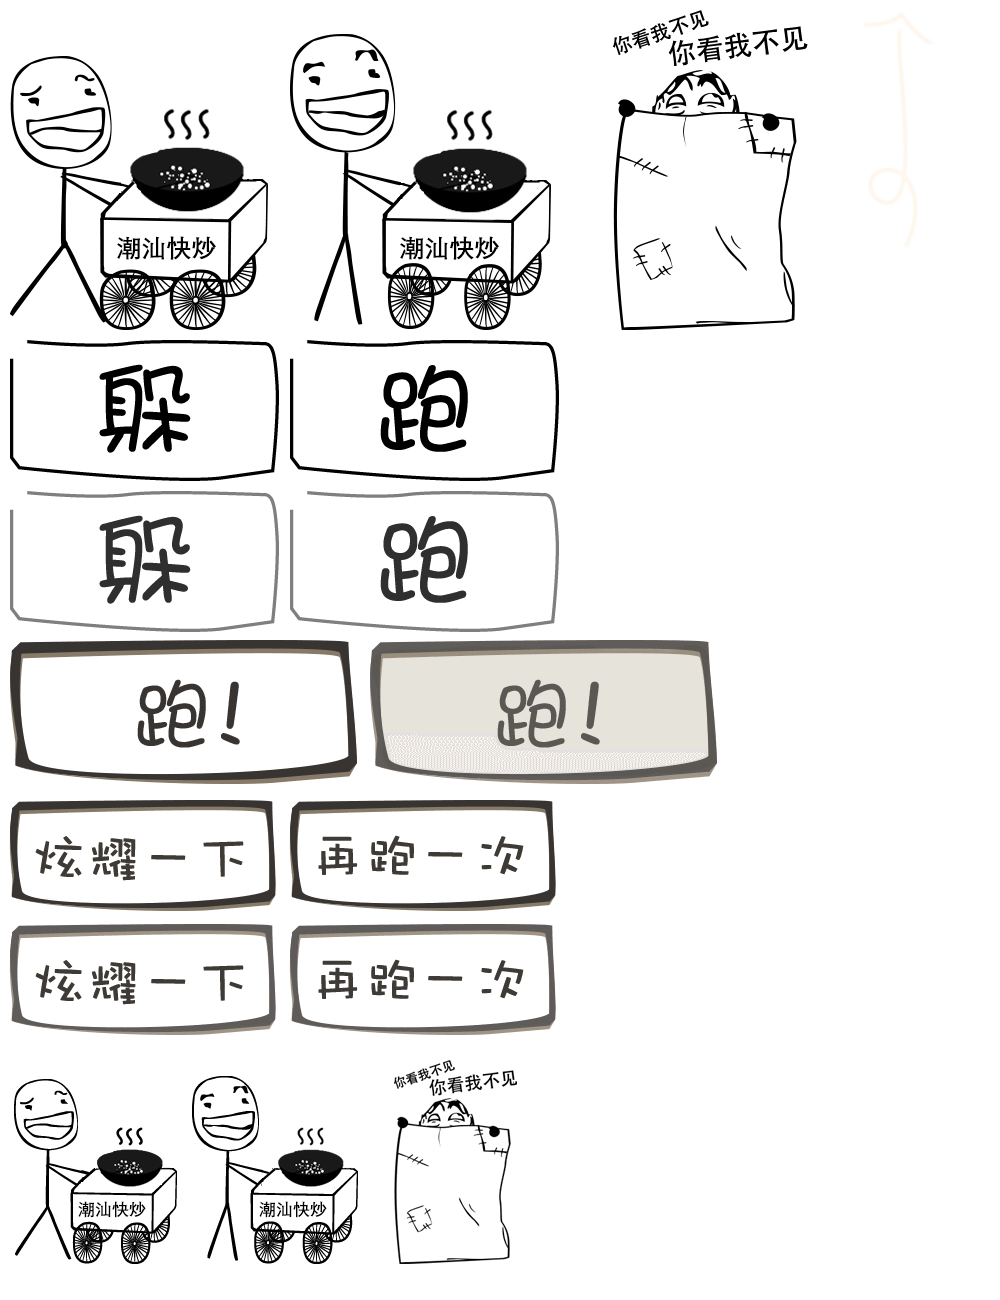 你看我不见
你看我不见
潮汕快炒
潮汕快炒
躲
跑
躲
跑
跑！
跑！
炫耀一下
再跑一次
炫耀一下
再跑一次
你看我不见
你看我不见
潮汕快炒
潮汕快炒